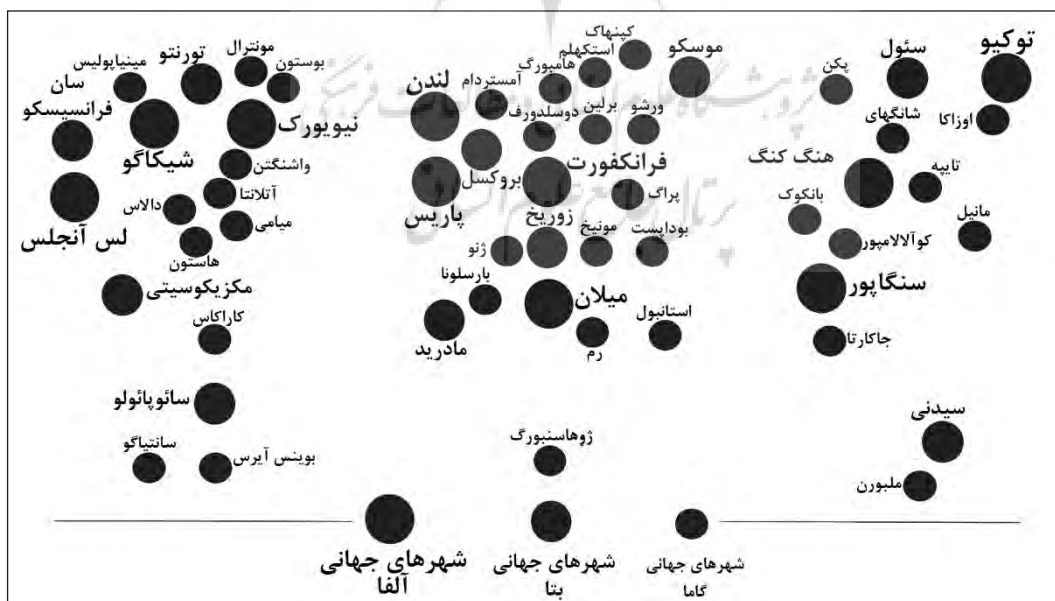 توکیو
سئول
پکن
اوزاکا
شانگهای
هنگ کنگ
تایپه
بانکوک
مانیل
کوآلالامپور
سنگاپور
جاکارتا
سیدنی
ملبورن
کپنهاک
استکهلم
موسکو
هامبورگ
آمستردام
لندن
دوسلدورف
برلین
ورشو
فرانکفورت
بروکسل
پراگ
پاریس
زوریخ
مونیخ
بوداپست
ژنو
بارسلونا
میلان
استانبول
مادرید
رم
ژوهاسنبورگ
مونترال
تورنتو
مینیاپولیس
بوستون
سان
فرانسیسکو
نیویورک
شیکاگو
واشنگتن
آتلانتا
دالاس
میامی
لس آنجلس
هاستون
مکزیکوسیتی
کاراکاس
سائوپائولو
سانتیاگو
بوینس آیرس
شهرهای جهانی
گاما
شهرهای جهانی
بتا
شهرهای جهانی
آلفا